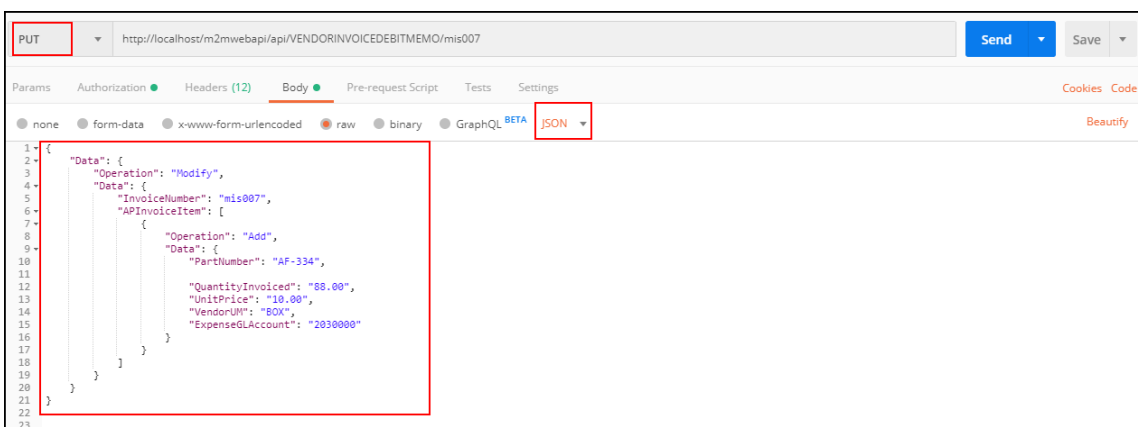 PUT http://localhost/m2mwebapi/api/VENDORINVOICEDEBITMEMO/mis007 Send Save
Params Authorization Headers (12) Body Pre-request Script Tests Settings Cookies Code
none form-data x-www-form-urlencoded raw binary GraphQL BETA JSON Beautify
1 {
2 "Data": {
3 "Operation": "Modify",
4 "Data": {
5 "InvoiceNumber": "mis007",
6 "APInvoiceItem": [
7 {
8 "Operation": "Add",
9 "Data": {
10 "PartNumber": "AF-334",
11
12 "QuantityInvoiced": "88.00",
13 "UnitPrice": "10.00",
14 "VendorUM": "BOX",
15 "ExpenseGLAccount": "2030000"
16 }
17 }
18 ]
19 }
20 }
21 }
22
23